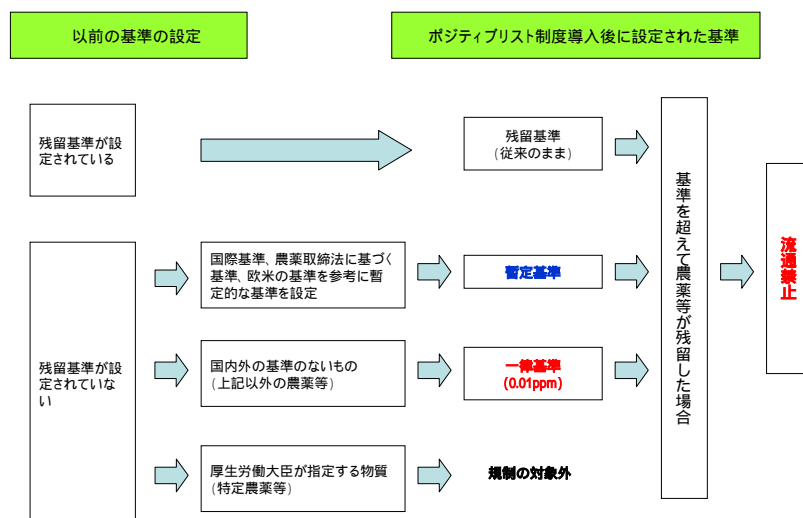 以前の基準の設定
ポジティブリスト制度導入後に設定された基準
残留基準が設
定されている
残留基準
(従来のまま)
残留基準が設
定されていな
い
国際基準、農薬取締法に基づく
基準、欧米の基準を参考に暫
定的な基準を設定
暫定基準
国内外の基準のないもの
(上記以外の農薬等)
一律基準
(0.01ppm)
厚生労働大臣が指定する物質
(特定農薬等)
規制の対象外
基準を超えて農薬等が残留した場合
流通禁止